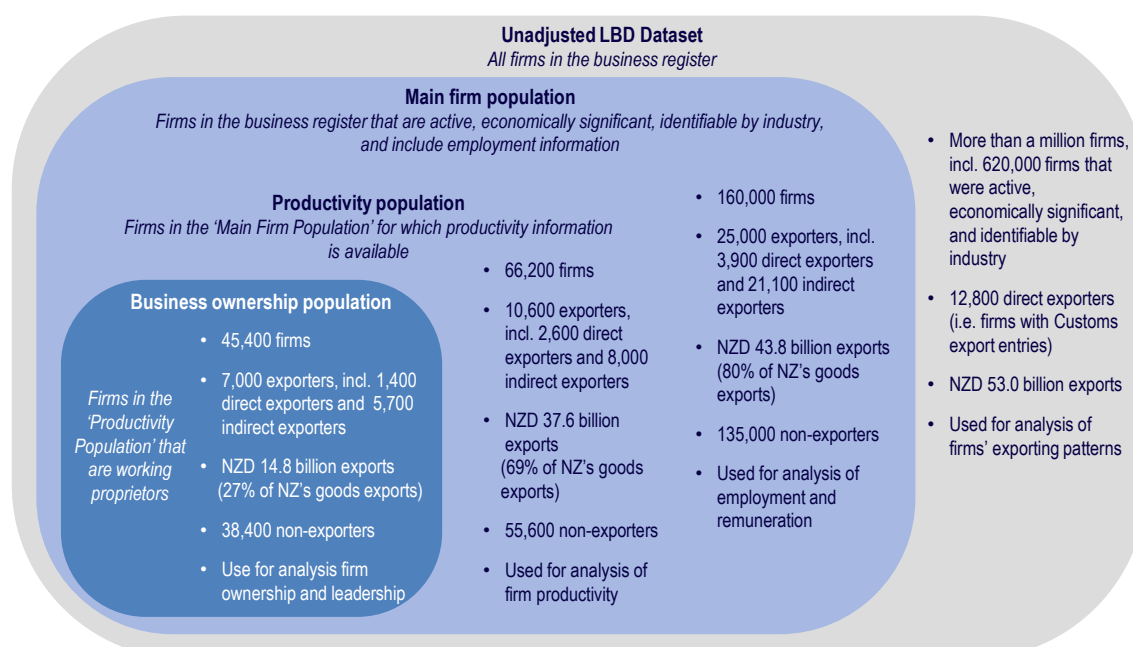 Unadjusted LBD Dataset
All firms in the business register
Main firm population
Firms in the business register that are active, economically significant, identifiable by industry,
and include employment information
Productivity population
Firms in the ‘Main Firm Population’ for which productivity information
is available
Business ownership population
Firms in the
‘Productivity
Population’ that
are working
proprietors
• 45,400 firms
• 7,000 exporters, incl. 1,400
direct exporters and 5,700
indirect exporters
• NZD 14.8 billion exports
(27% of NZ’s goods exports)
• 38,400 non-exporters
• Use for analysis firm
ownership and leadership
• 66,200 firms
• 10,600 exporters,
incl. 2,600 direct
exporters and 8,000
indirect exporters
• NZD 37.6 billion
exports
(69% of NZ’s goods
exports)
• 55,600 non-exporters
• Used for analysis of
firm productivity
• 160,000 firms
• 25,000 exporters, incl.
3,900 direct exporters
and 21,100 indirect
exporters
• NZD 43.8 billion exports
(80% of NZ’s goods
exports)
• 135,000 non-exporters
• Used for analysis of
employment and
remuneration
• More than a million firms,
incl. 620,000 firms that
were active,
economically significant,
and identifiable by
industry
• 12,800 direct exporters
(i.e. firms with Customs
export entries)
• NZD 53.0 billion exports
• Used for analysis of
firms’ exporting patterns